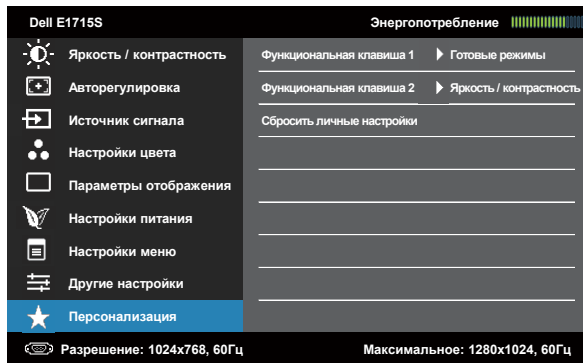 Dell E1715S Энергопотребление
Яркость / контрастность Функциональная клавиша 1 Готовые режимы
Авторегулировка Функциональная клавиша 2 Яркость / контрастность
Источник сигнала Сбросить личные настройки
Настройки цвета
Параметры отображения
Настройки питания
Настройки меню
Другие настройки
Персонализация
Разрешение: 1024x768, 60Гц Максимальное: 1280x1024, 60Гц